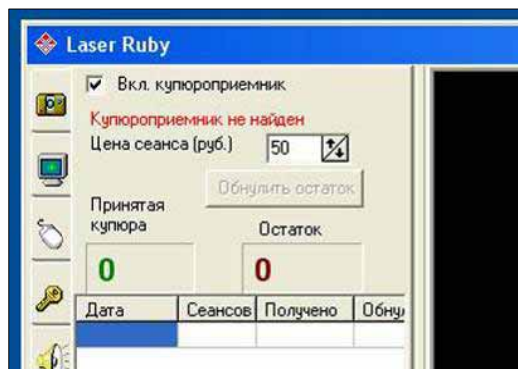 Laser Ruby
Вкл. купюроприемник
Купюроприемник не найден
Цена сеанса (руб.) 50
Обнулить остаток
Принятая
купюра
Остаток
0 0
Дата Сеансов Получено Обну